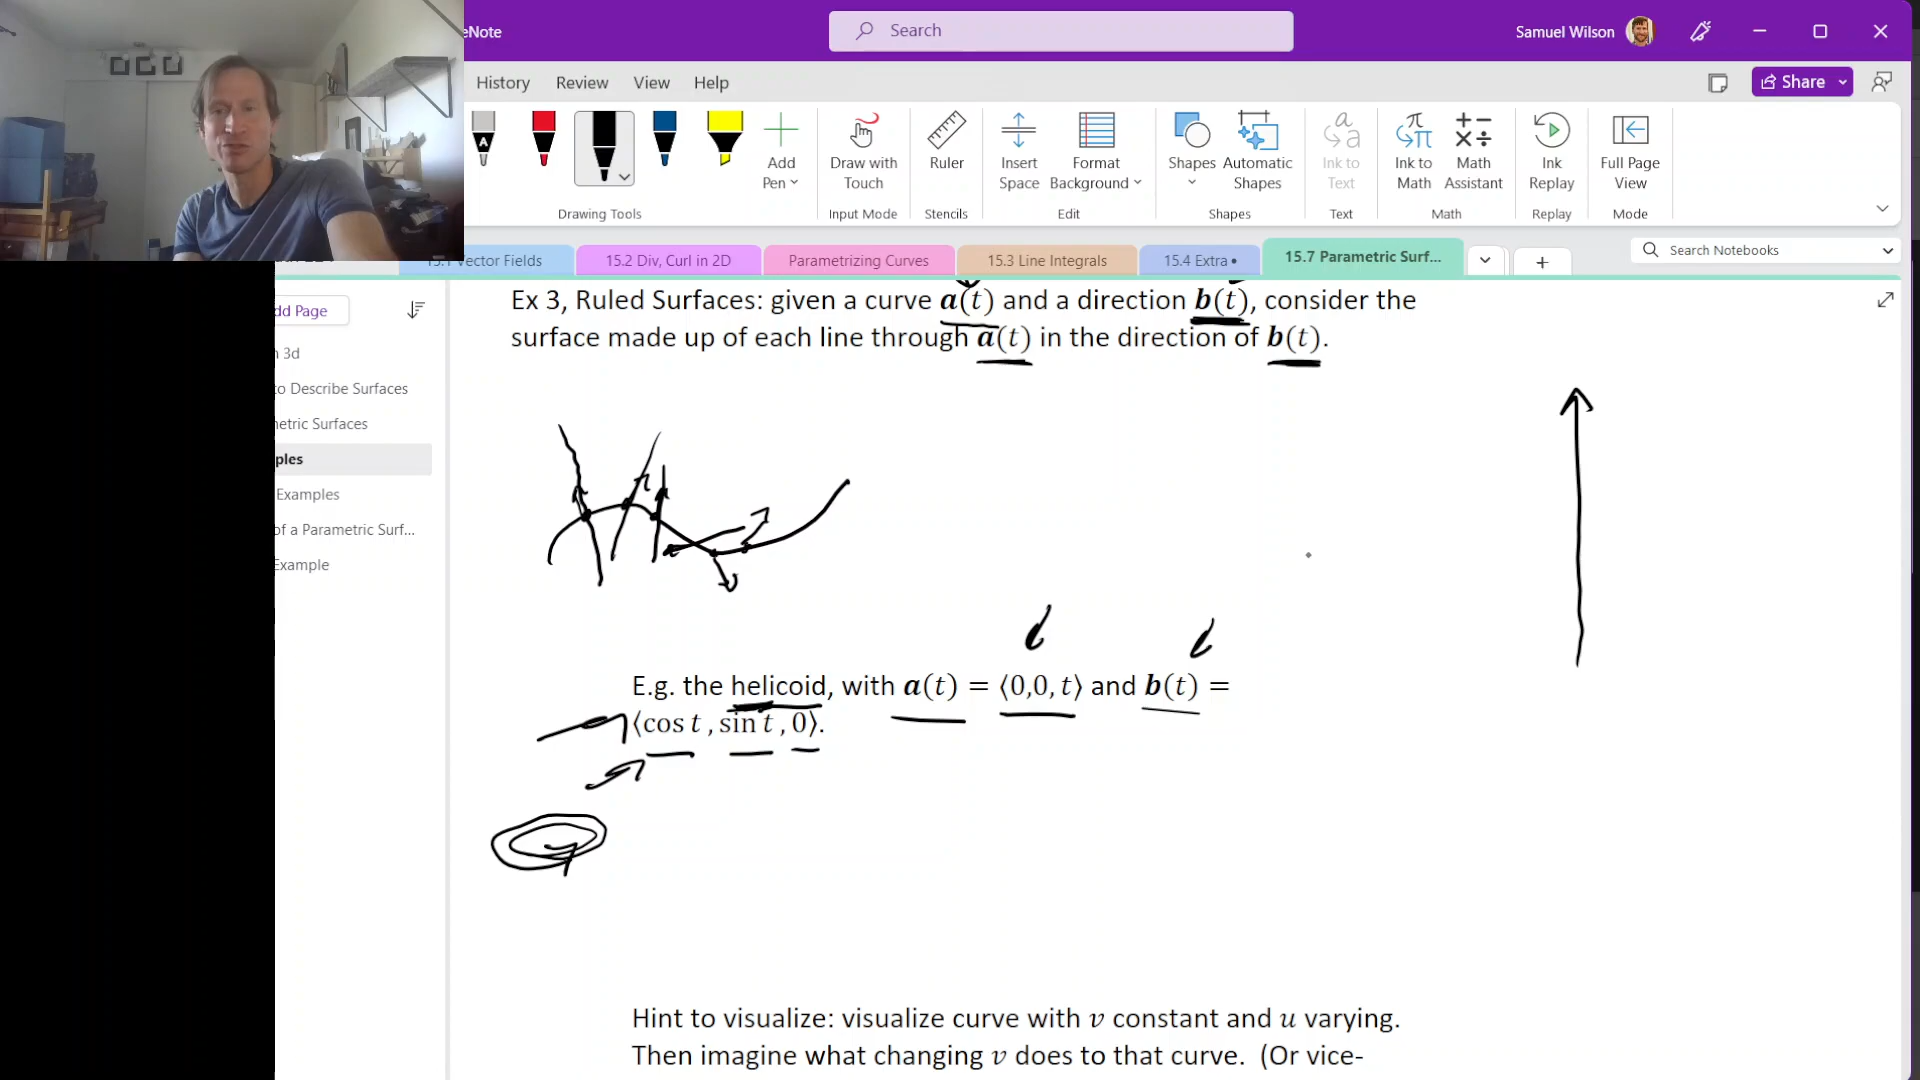 eNote
Search
Samuel Wilson
History Review View Help
Share
Add Pen
Draw with Touch
Ruler
Insert Space
Format Background
Shapes
Automatic Shapes
Ink to Text
Ink to Math
Math Assistant
Ink Replay
Full Page View
Drawing Tools
Input Mode
Stencils
Edit
Shapes
Text
Math
Replay
Mode
15.1 Vector Fields
15.2 Div, Curl in 2D
Parametrizing Curves
15.3 Line Integrals
15.4 Extra •
15.7 Parametric Surf...
Search Notebooks
dd Page
n 3d
to Describe Surfaces
netric Surfaces
ples
Examples
of a Parametric Surf...
Example
Ex 3, Ruled Surfaces: given a curve a(t) and a direction b(t), consider the
surface made up of each line through a(t) in the direction of b(t).
E.g. the helicoid, with a(t) = ⟨0,0, t⟩ and b(t) =
⟨cos t , sin t , 0⟩.
Hint to visualize: visualize curve with v constant and u varying.
Then imagine what changing v does to that curve. (Or vice-